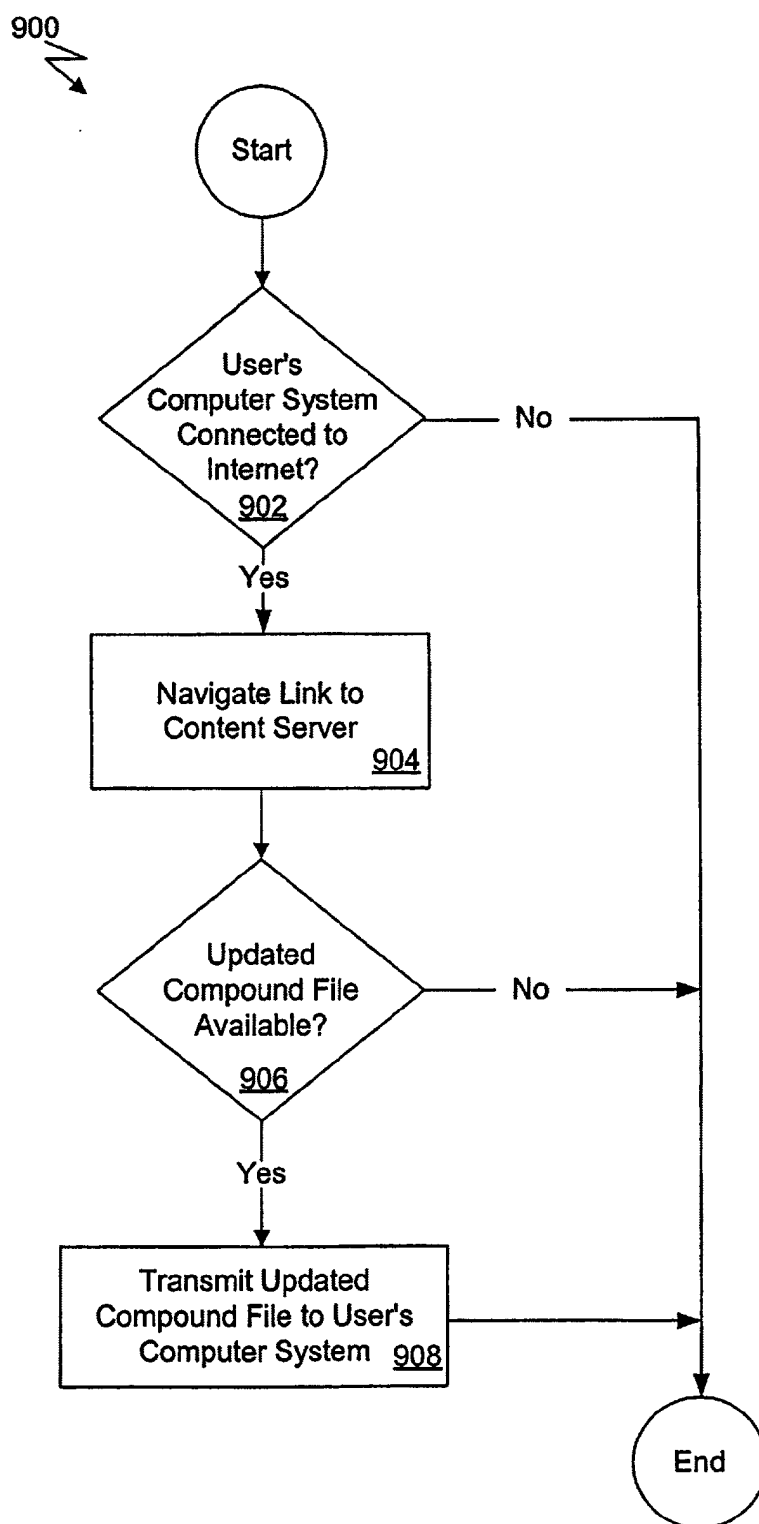 900
Start
User's
Computer System
Connected to
Internet?
902
No
Yes
Navigate Link to
Content Server
904
Updated
Compound File
Available?
906
No
Yes
Transmit Updated
Compound File to User's
Computer System
908
End